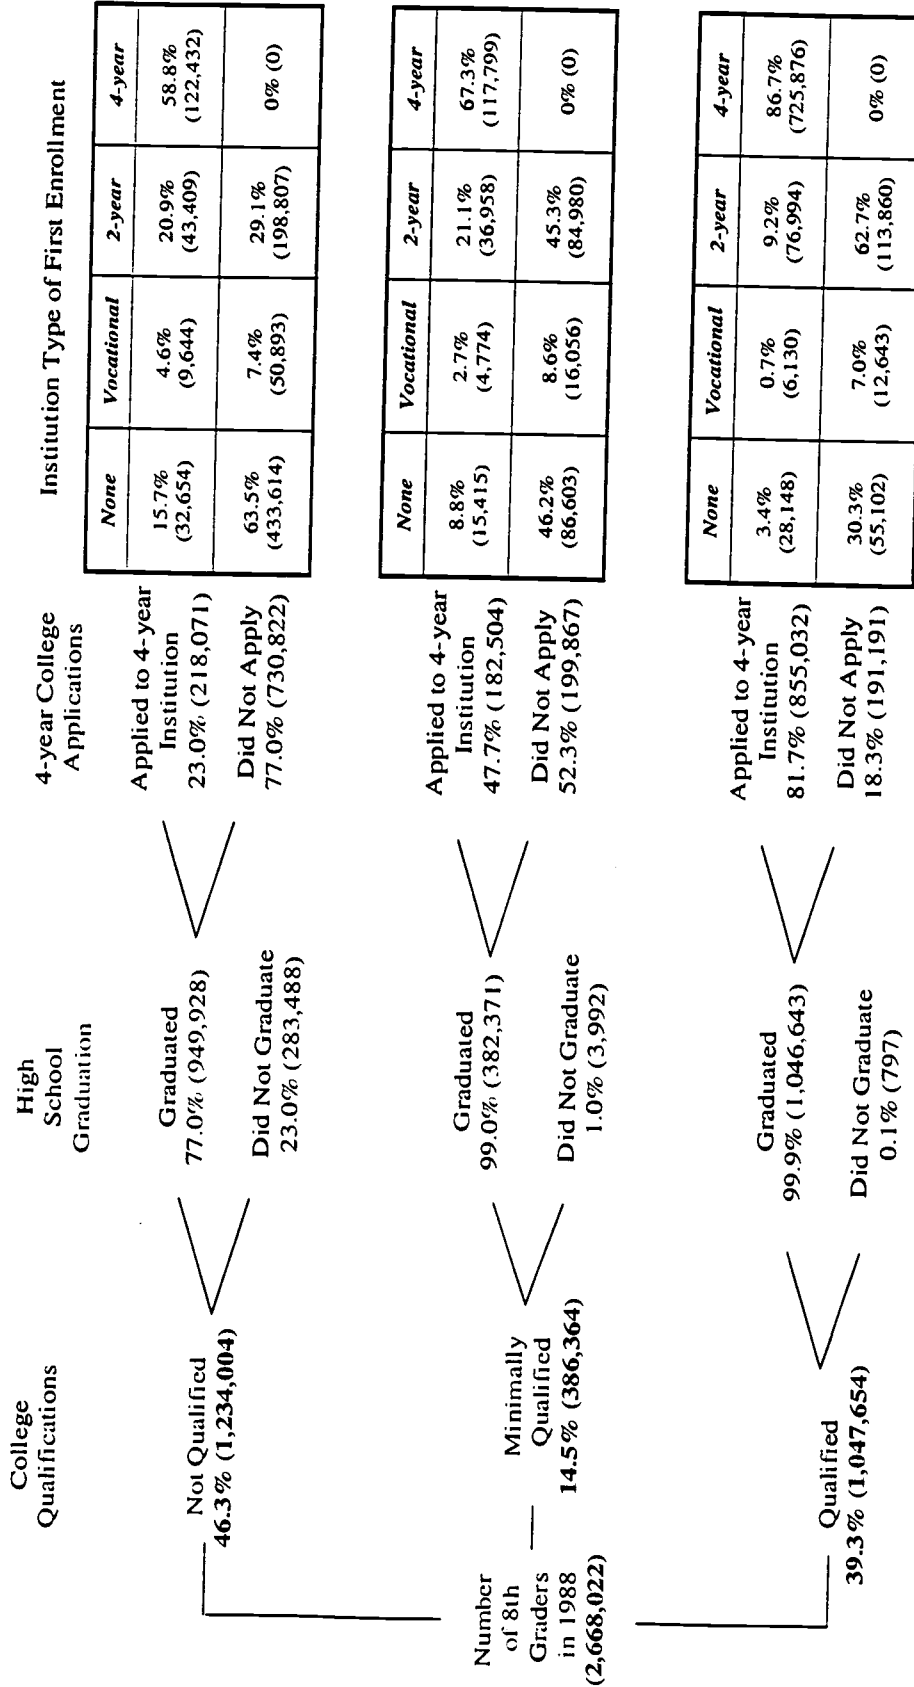 College
Qualifications
High
School
Graduation
4-year College
Applications
Institution Type of First Enrollment
Number
of 8th
Graders
in 1988
(2,668,022)
Not Qualified
46.3% (1,234,004)
Graduated
77.0% (949,928)
Did Not Graduate
23.0% (283,488)
Applied to 4-year
Institution
23.0% (218,071)
Did Not Apply
77.0% (730,822)
None Vocational 2-year 4-year
15.7% 4.6% 20.9% 58.8%
(32,654) (9,644) (43,409) (122,432)
63.5% 7.4% 29.1% 0% (0)
(433,614) (50,893) (198,807)
Minimally
Qualified
14.5% (386,364)
Graduated
99.0% (382,371)
Did Not Graduate
1.0% (3,992)
Applied to 4-year
Institution
47.7% (182,504)
Did Not Apply
52.3% (199,867)
None Vocational 2-year 4-year
8.8% 2.7% 21.1% 67.3%
(15,415) (4,774) (36,958) (117,799)
46.2% 8.6% 45.3% 0% (0)
(86,603) (16,056) (84,980)
Qualified
39.3% (1,047,654)
Graduated
99.9% (1,046,643)
Did Not Graduate
0.1% (797)
Applied to 4-year
Institution
81.7% (855,032)
Did Not Apply
18.3% (191,191)
None Vocational 2-year 4-year
3.4% 0.7% 9.2% 86.7%
(28,148) (6,130) (76,994) (725,876)
30.3% 7.0% 62.7% 0% (0)
(55,102) (12,643) (113,860)